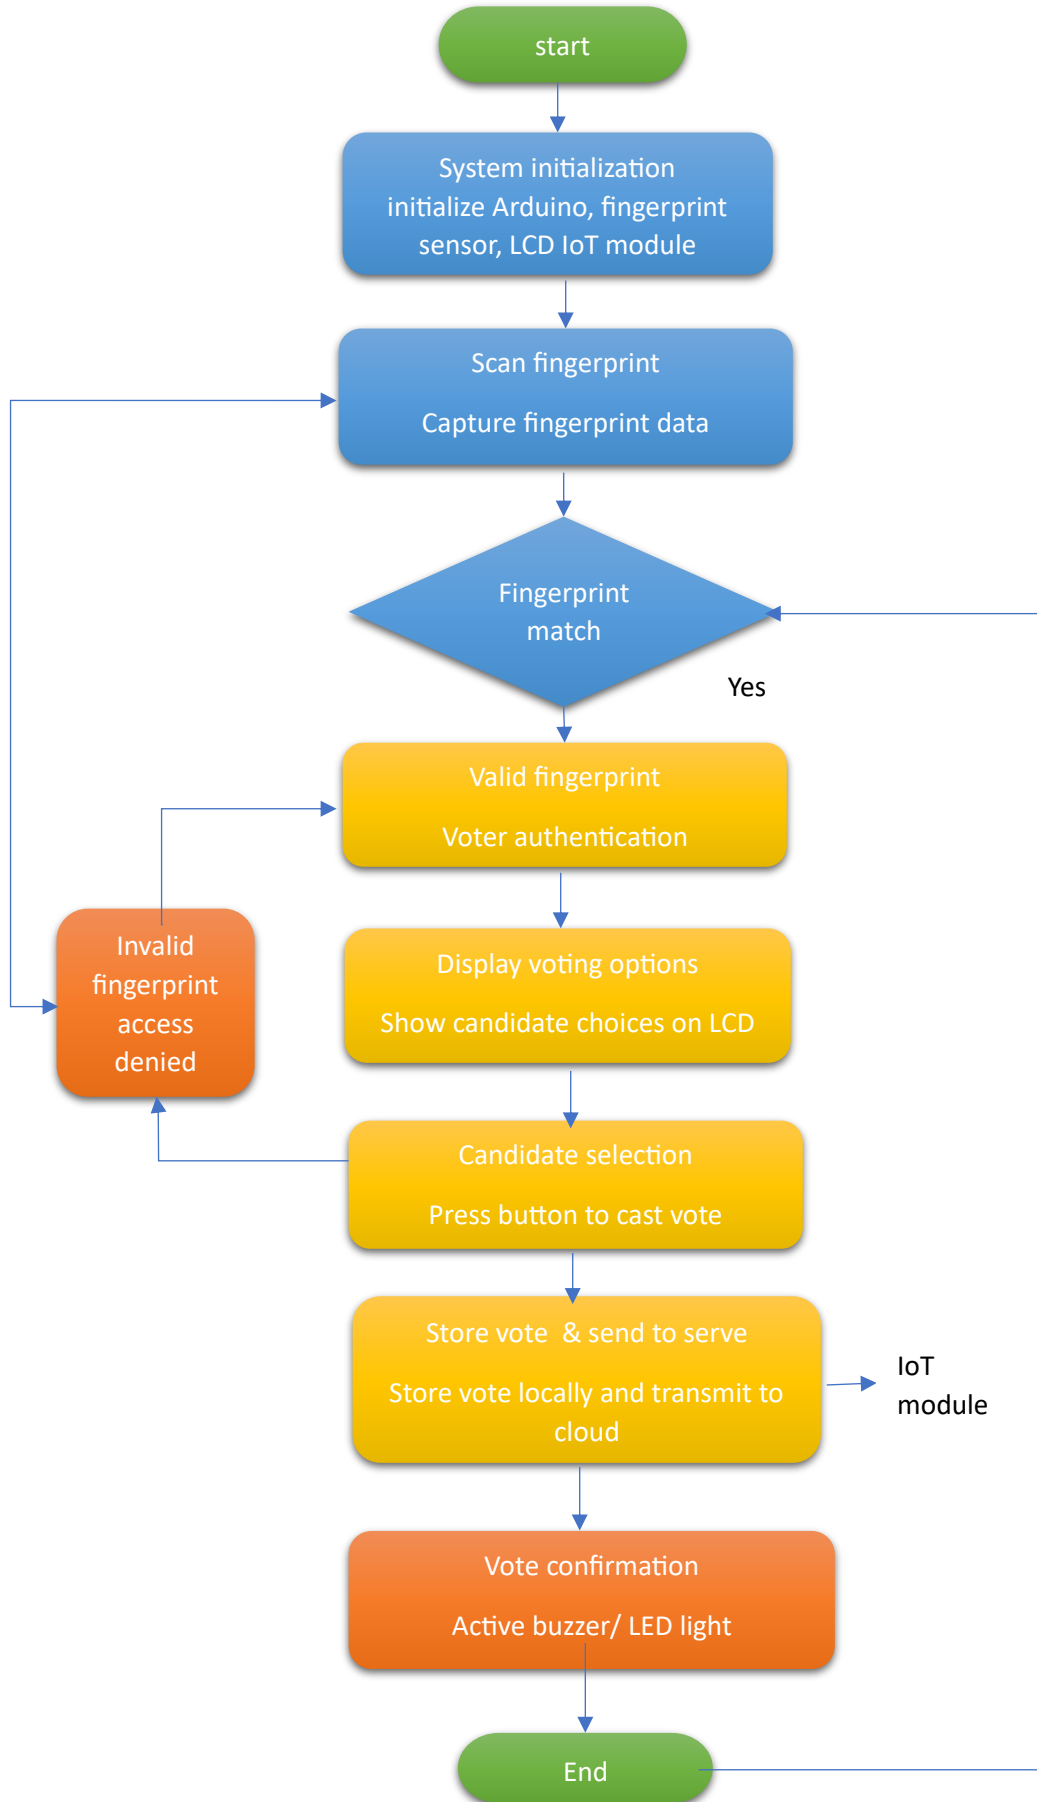 start
System initialization
initialize Arduino, fingerprint
sensor, LCD IoT module
Scan fingerprint
Capture fingerprint data
Fingerprint
match
Yes
Valid fingerprint
Voter authentication
Invalid
fingerprint
access
denied
Display voting options
Show candidate choices on LCD
Candidate selection
Press button to cast vote
Store vote  & send to serve
Store vote locally and transmit to
cloud
IoT
module
Vote confirmation
Active buzzer/ LED light
End